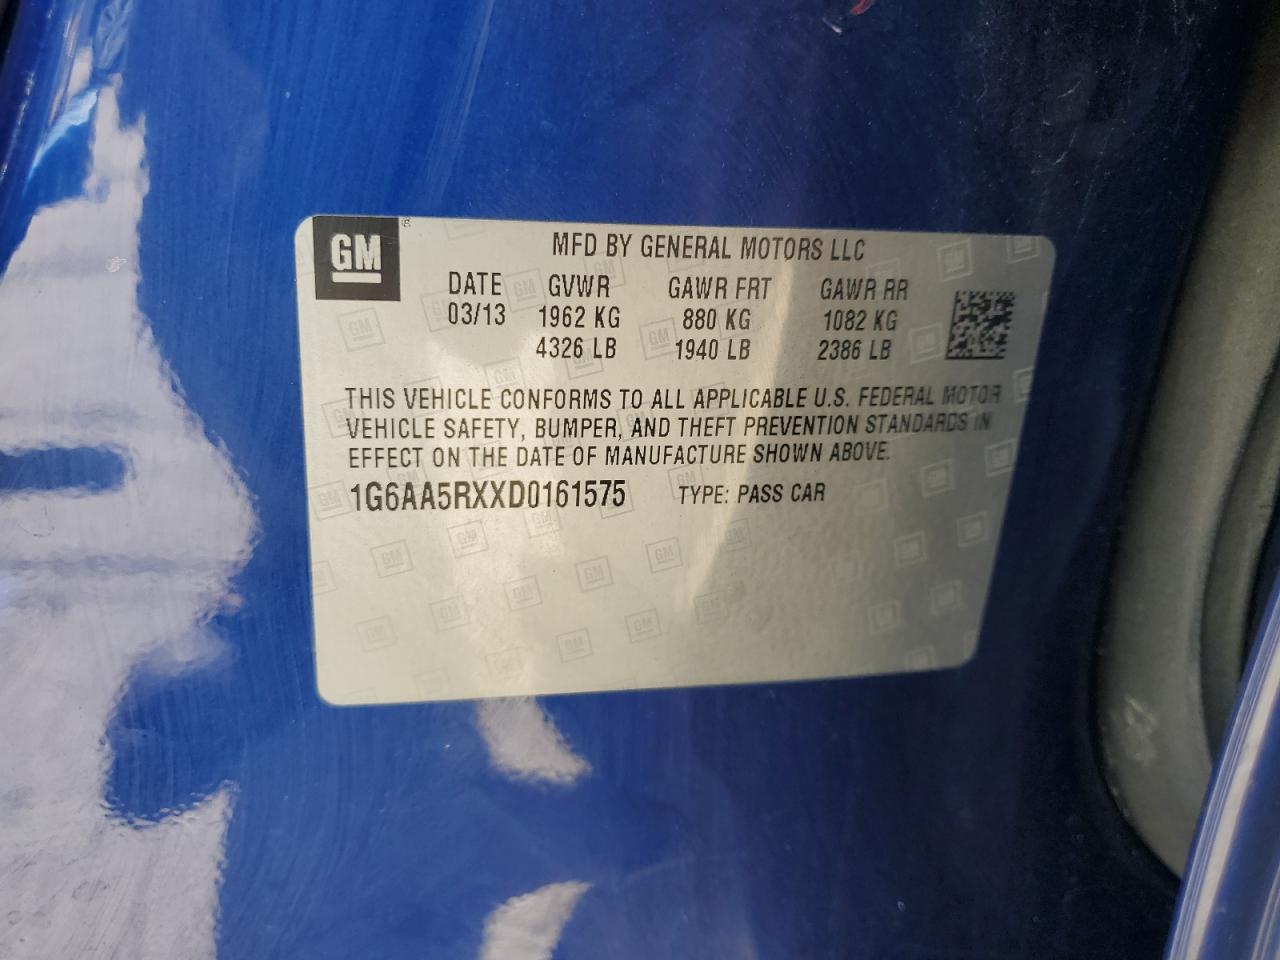 GM
MFD BY GENERAL MOTORS LLC
DATE GVWR GAWR FRT GAWR RR
03/13 1962 KG 880 KG 1082 KG
4326 LB 1940 LB 2386 LB
THIS VEHICLE CONFORMS TO ALL APPLICABLE U.S. FEDERAL MOTOR
VEHICLE SAFETY, BUMPER, AND THEFT PREVENTION STANDARDS IN
EFFECT ON THE DATE OF MANUFACTURE SHOWN ABOVE.
1G6AA5RXXD0161575 TYPE: PASS CAR